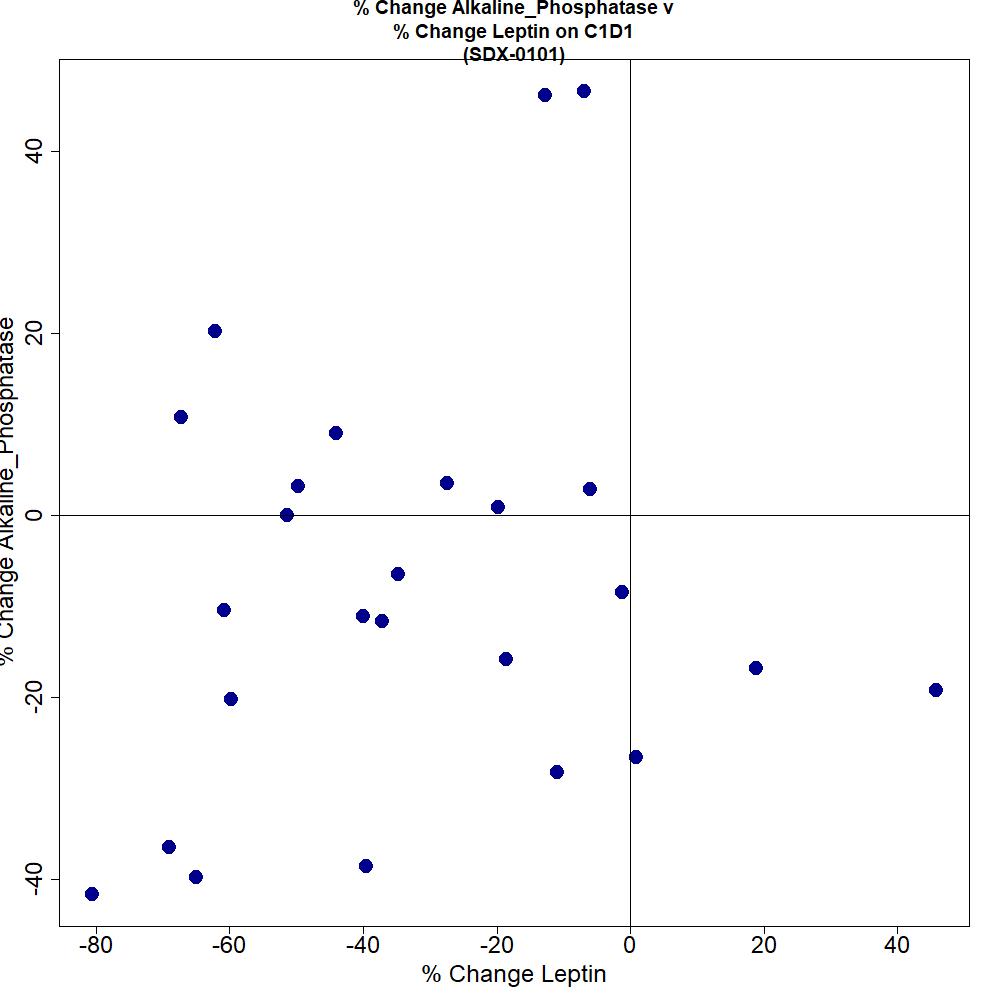 % Change Alkaline_Phosphatase v
% Change Leptin on C1D1
(SDX-0101)
% Change Alkaline_Phosphatase
40
20
0
-20
-40
-80 -60 -40 -20 0 20 40
% Change Leptin